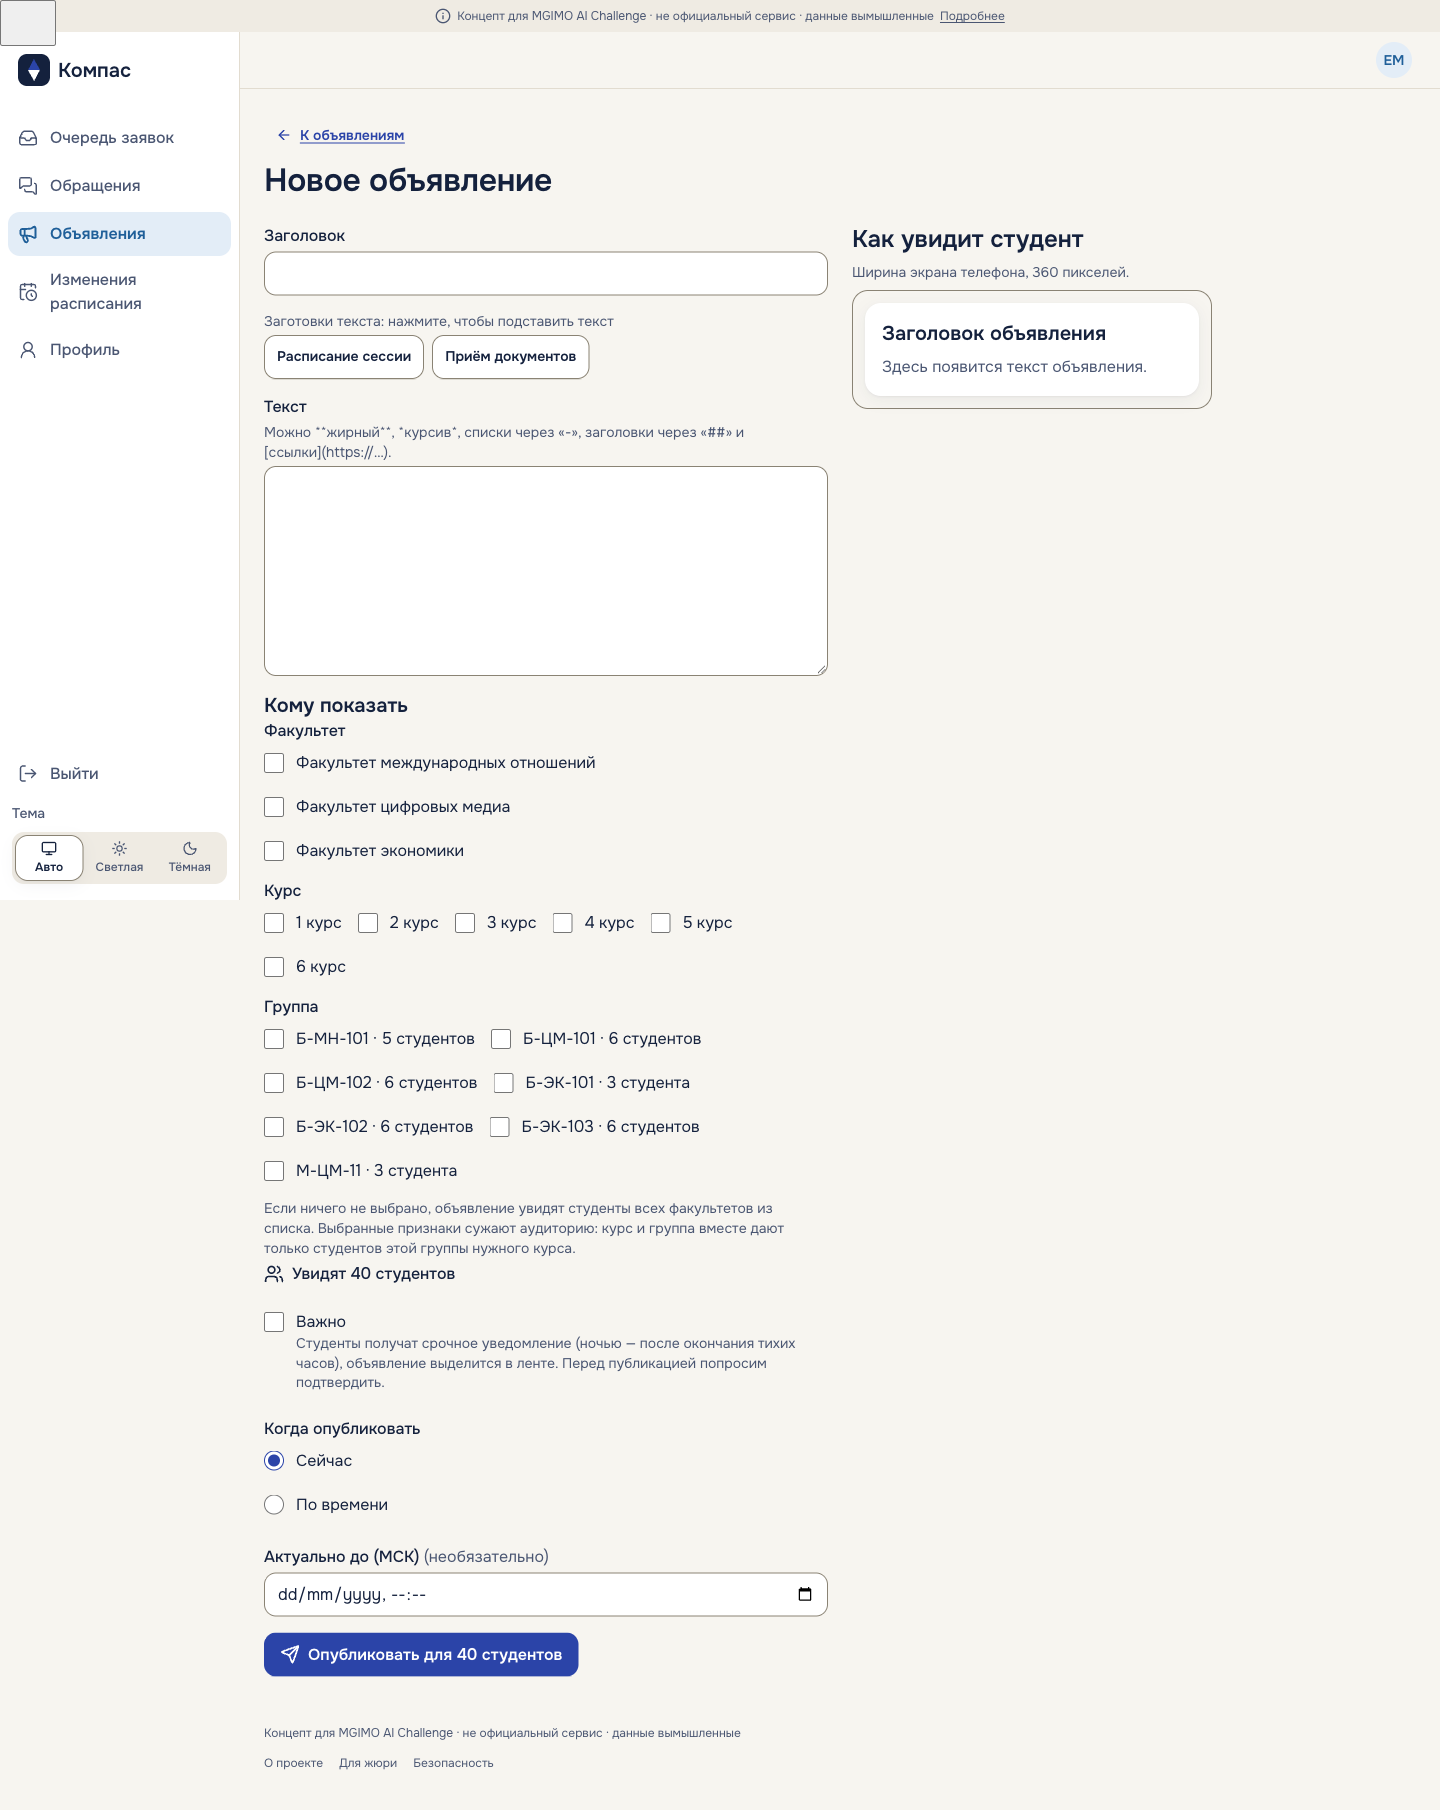 Концепт для MGIMO AI Challenge · не официальный сервис · данные вымышленные Подробнее
Компас
ЕМ
Очередь заявок
Обращения
Объявления
Изменения
расписания
Профиль
Выйти
Тема
Авто
Светлая
Тёмная
К объявлениям
Новое объявление
Заголовок
Заготовки текста: нажмите, чтобы подставить текст
Расписание сессии
Приём документов
Текст
Можно **жирный**, *курсив*, списки через «-», заголовки через «##» и
[ссылки](https://…).
Кому показать
Факультет
Факультет международных отношений
Факультет цифровых медиа
Факультет экономики
Курс
1 курс 2 курс 3 курс 4 курс 5 курс
6 курс
Группа
Б-МН-101 · 5 студентов Б-ЦМ-101 · 6 студентов
Б-ЦМ-102 · 6 студентов Б-ЭК-101 · 3 студента
Б-ЭК-102 · 6 студентов Б-ЭК-103 · 6 студентов
М-ЦМ-11 · 3 студента
Если ничего не выбрано, объявление увидят студенты всех факультетов из
списка. Выбранные признаки сужают аудиторию: курс и группа вместе дают
только студентов этой группы нужного курса.
Увидят 40 студентов
Важно
Студенты получат срочное уведомление (ночью — после окончания тихих
часов), объявление выделится в ленте. Перед публикацией попросим
подтвердить.
Когда опубликовать
Сейчас
По времени
Актуально до (МСК) (необязательно)
dd/mm/yyyy, --:--
Опубликовать для 40 студентов
Как увидит студент
Ширина экрана телефона, 360 пикселей.
Заголовок объявления
Здесь появится текст объявления.
Концепт для MGIMO AI Challenge · не официальный сервис · данные вымышленные
О проекте Для жюри Безопасность